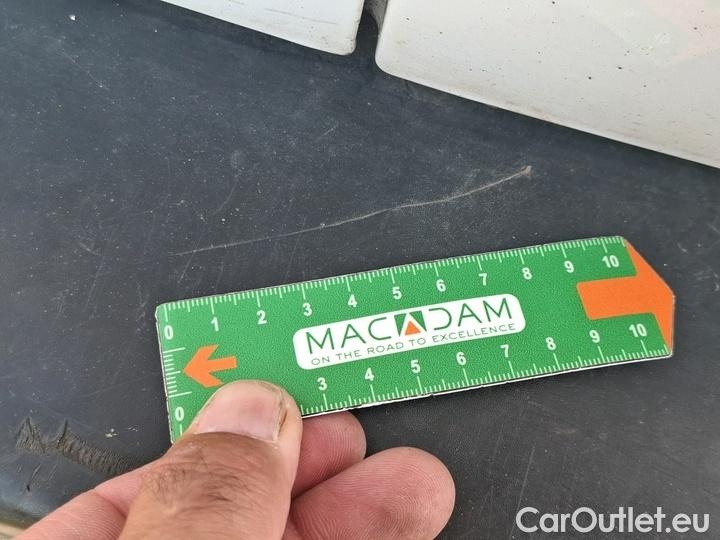 0 1 2 3 4 5 6 7 8 9 10
MACADAM
ON THE ROAD TO EXCELLENCE
0 3 4 5 6 7 8 9 10
CarOutlet.eu